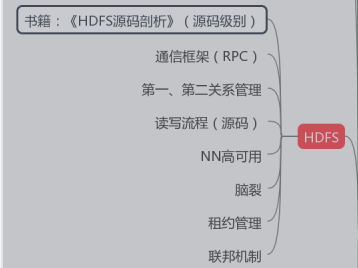 书籍：《HDFS源码剖析》（源码级别）
通信框架（RPC）
第一、第二关系管理
读写流程（源码）
HDFS
NN高可用
脑裂
租约管理
联邦机制